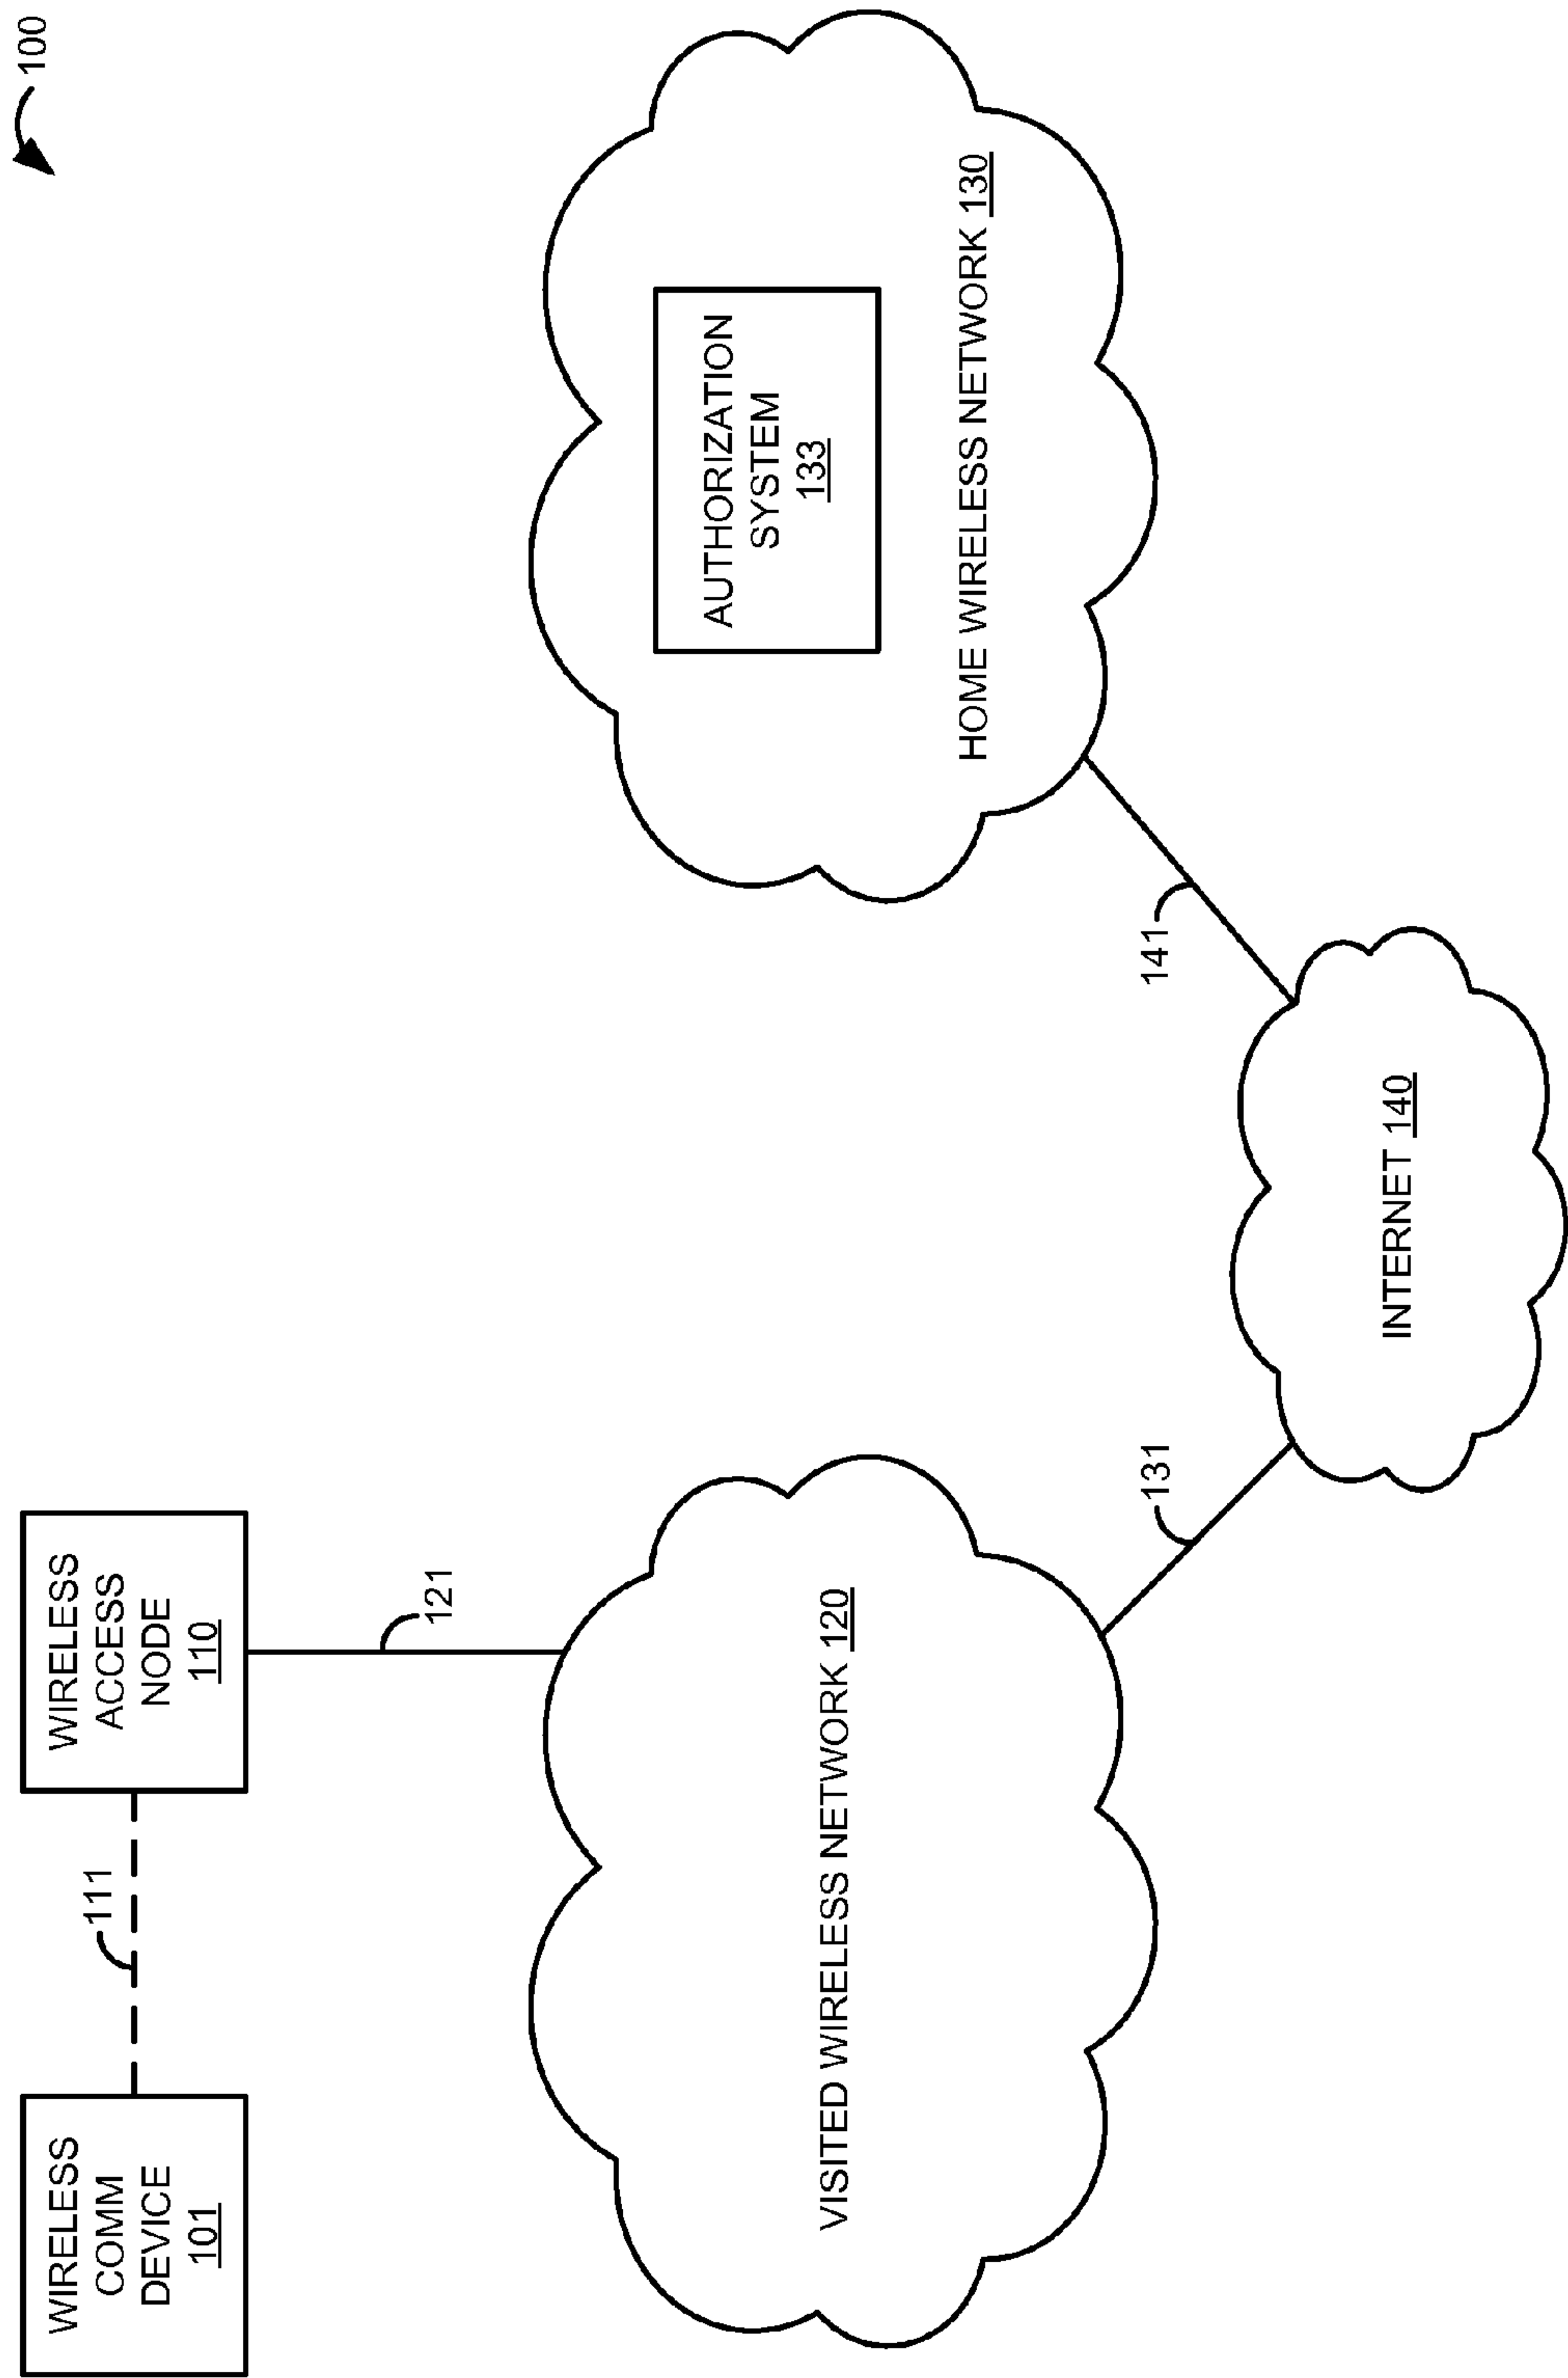 100
WIRELESS
COMM
DEVICE
101
111
WIRELESS
ACCESS
NODE
110
121
VISITED WIRELESS NETWORK 120
131
INTERNET 140
141
AUTHORIZATION
SYSTEM
133
HOME WIRELESS NETWORK 130